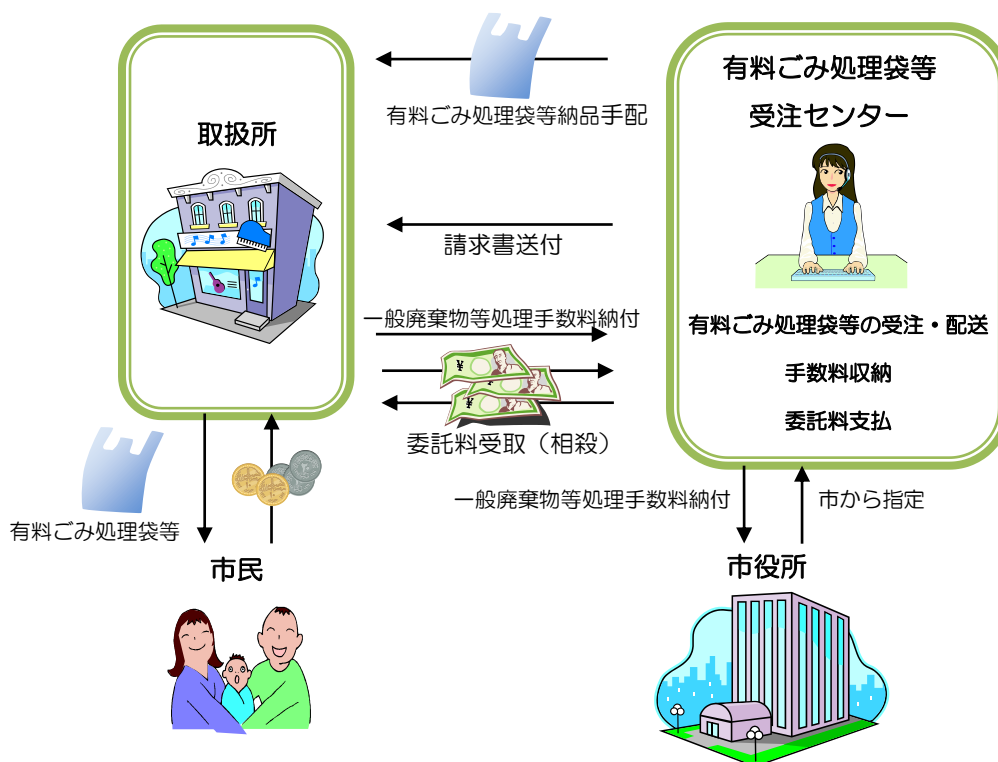 有料ごみ処理袋等
受注センター
有料ごみ処理袋等納品手配
取扱所
請求書送付
一般廃棄物等処理手数料納付
有料ごみ処理袋等の受注・配送
手数料収納
委託料支払
委託料受取（相殺）
一般廃棄物等処理手数料納付
市から指定
有料ごみ処理袋等
市民
市役所